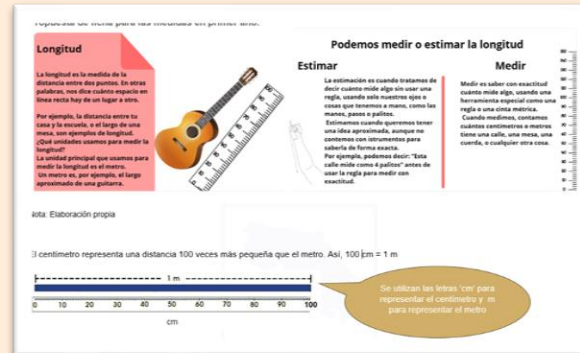 Longitud
La longitud es la medida de la
distancia entre dos puntos. En otras
palabras, nos dice cuánto espacio en
línea recta hay de un lugar a otro.
Por ejemplo, la distancia entre tu
casa y la escuela, o el largo de una
mesa, son ejemplos de longitud.
¿Qué unidades usamos para medir la
longitud?
La unidad principal que usamos para
medir la longitud es el metro.
Un metro es, por ejemplo, el largo
aproximado de una guitarra.
Podemos medir o estimar la longitud
Estimar
La estimación es cuando tratamos de
decir cuánto mide algo sin usar una
regla, usando solo nuestros ojos o
cosas que tenemos a mano, como las
manos, pasos o palitos.
Estimamos cuando queremos tener
una idea aproximada, aunque no
contemos con instrumentos para
saberla de forma exacta.
Por ejemplo, podemos decir: "Esta
calle mide como 4 palitos" antes de
usar la regla para medir con
exactitud.
Medir
Medir es saber con exactitud
cuánto mide algo, usando una
herramienta especial como una
regla o una cinta métrica.
Cuando medimos, contamos
cuántos centímetros o metros
tiene una calle, una mesa, una
cuerda, o cualquier otra cosa.
Nota: Elaboración propia
El centímetro representa una distancia 100 veces más pequeña que el metro. Así, 100 cm = 1 m
1 m
0 10 20 30 40 50 60 70 80 90 100
cm
Se utilizan las letras 'cm' para
representar el centímetro y m
para representar el metro